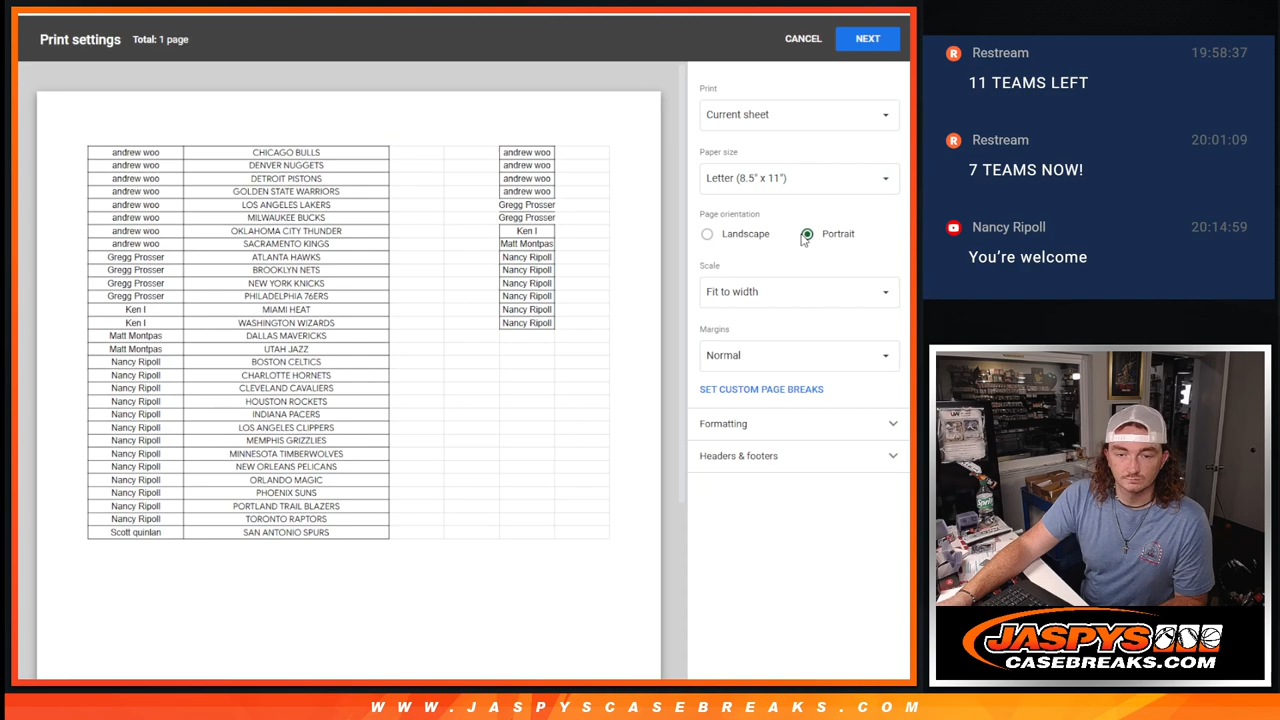 Print settings Total: 1 page CANCEL NEXT
andrew woo CHICAGO BULLS andrew woo
andrew woo DENVER NUGGETS andrew woo
andrew woo DETROIT PISTONS andrew woo
andrew woo GOLDEN STATE WARRIORS andrew woo
andrew woo LOS ANGELES LAKERS Gregg Prosser
andrew woo MILWAUKEE BUCKS Gregg Prosser
andrew woo OKLAHOMA CITY THUNDER Ken I
andrew woo SACRAMENTO KINGS Matt Montpas
Gregg Prosser ATLANTA HAWKS Nancy Ripoll
Gregg Prosser BROOKLYN NETS Nancy Ripoll
Gregg Prosser NEW YORK KNICKS Nancy Ripoll
Gregg Prosser PHILADELPHIA 76ERS Nancy Ripoll
Ken I MIAMI HEAT Nancy Ripoll
Ken I WASHINGTON WIZARDS Nancy Ripoll
Matt Montpas DALLAS MAVERICKS
Matt Montpas UTAH JAZZ
Nancy Ripoll BOSTON CELTICS
Nancy Ripoll CHARLOTTE HORNETS
Nancy Ripoll CLEVELAND CAVALIERS
Nancy Ripoll HOUSTON ROCKETS
Nancy Ripoll INDIANA PACERS
Nancy Ripoll LOS ANGELES CLIPPERS
Nancy Ripoll MEMPHIS GRIZZLIES
Nancy Ripoll MINNESOTA TIMBERWOLVES
Nancy Ripoll NEW ORLEANS PELICANS
Nancy Ripoll ORLANDO MAGIC
Nancy Ripoll PHOENIX SUNS
Nancy Ripoll PORTLAND TRAIL BLAZERS
Nancy Ripoll TORONTO RAPTORS
Scott quinlan SAN ANTONIO SPURS
Print
Current sheet
Paper size
Letter (8.5" x 11")
Page orientation
Landscape Portrait
Scale
Fit to width
Margins
Normal
SET CUSTOM PAGE BREAKS
Formatting
Headers & footers
R Restream 19:58:37
11 TEAMS LEFT
R Restream 20:01:09
7 TEAMS NOW!
Nancy Ripoll 20:14:59
You're welcome
JASPYS
CASEBREAKS.COM
WWW.JASPYSCASEBREAKS.COM